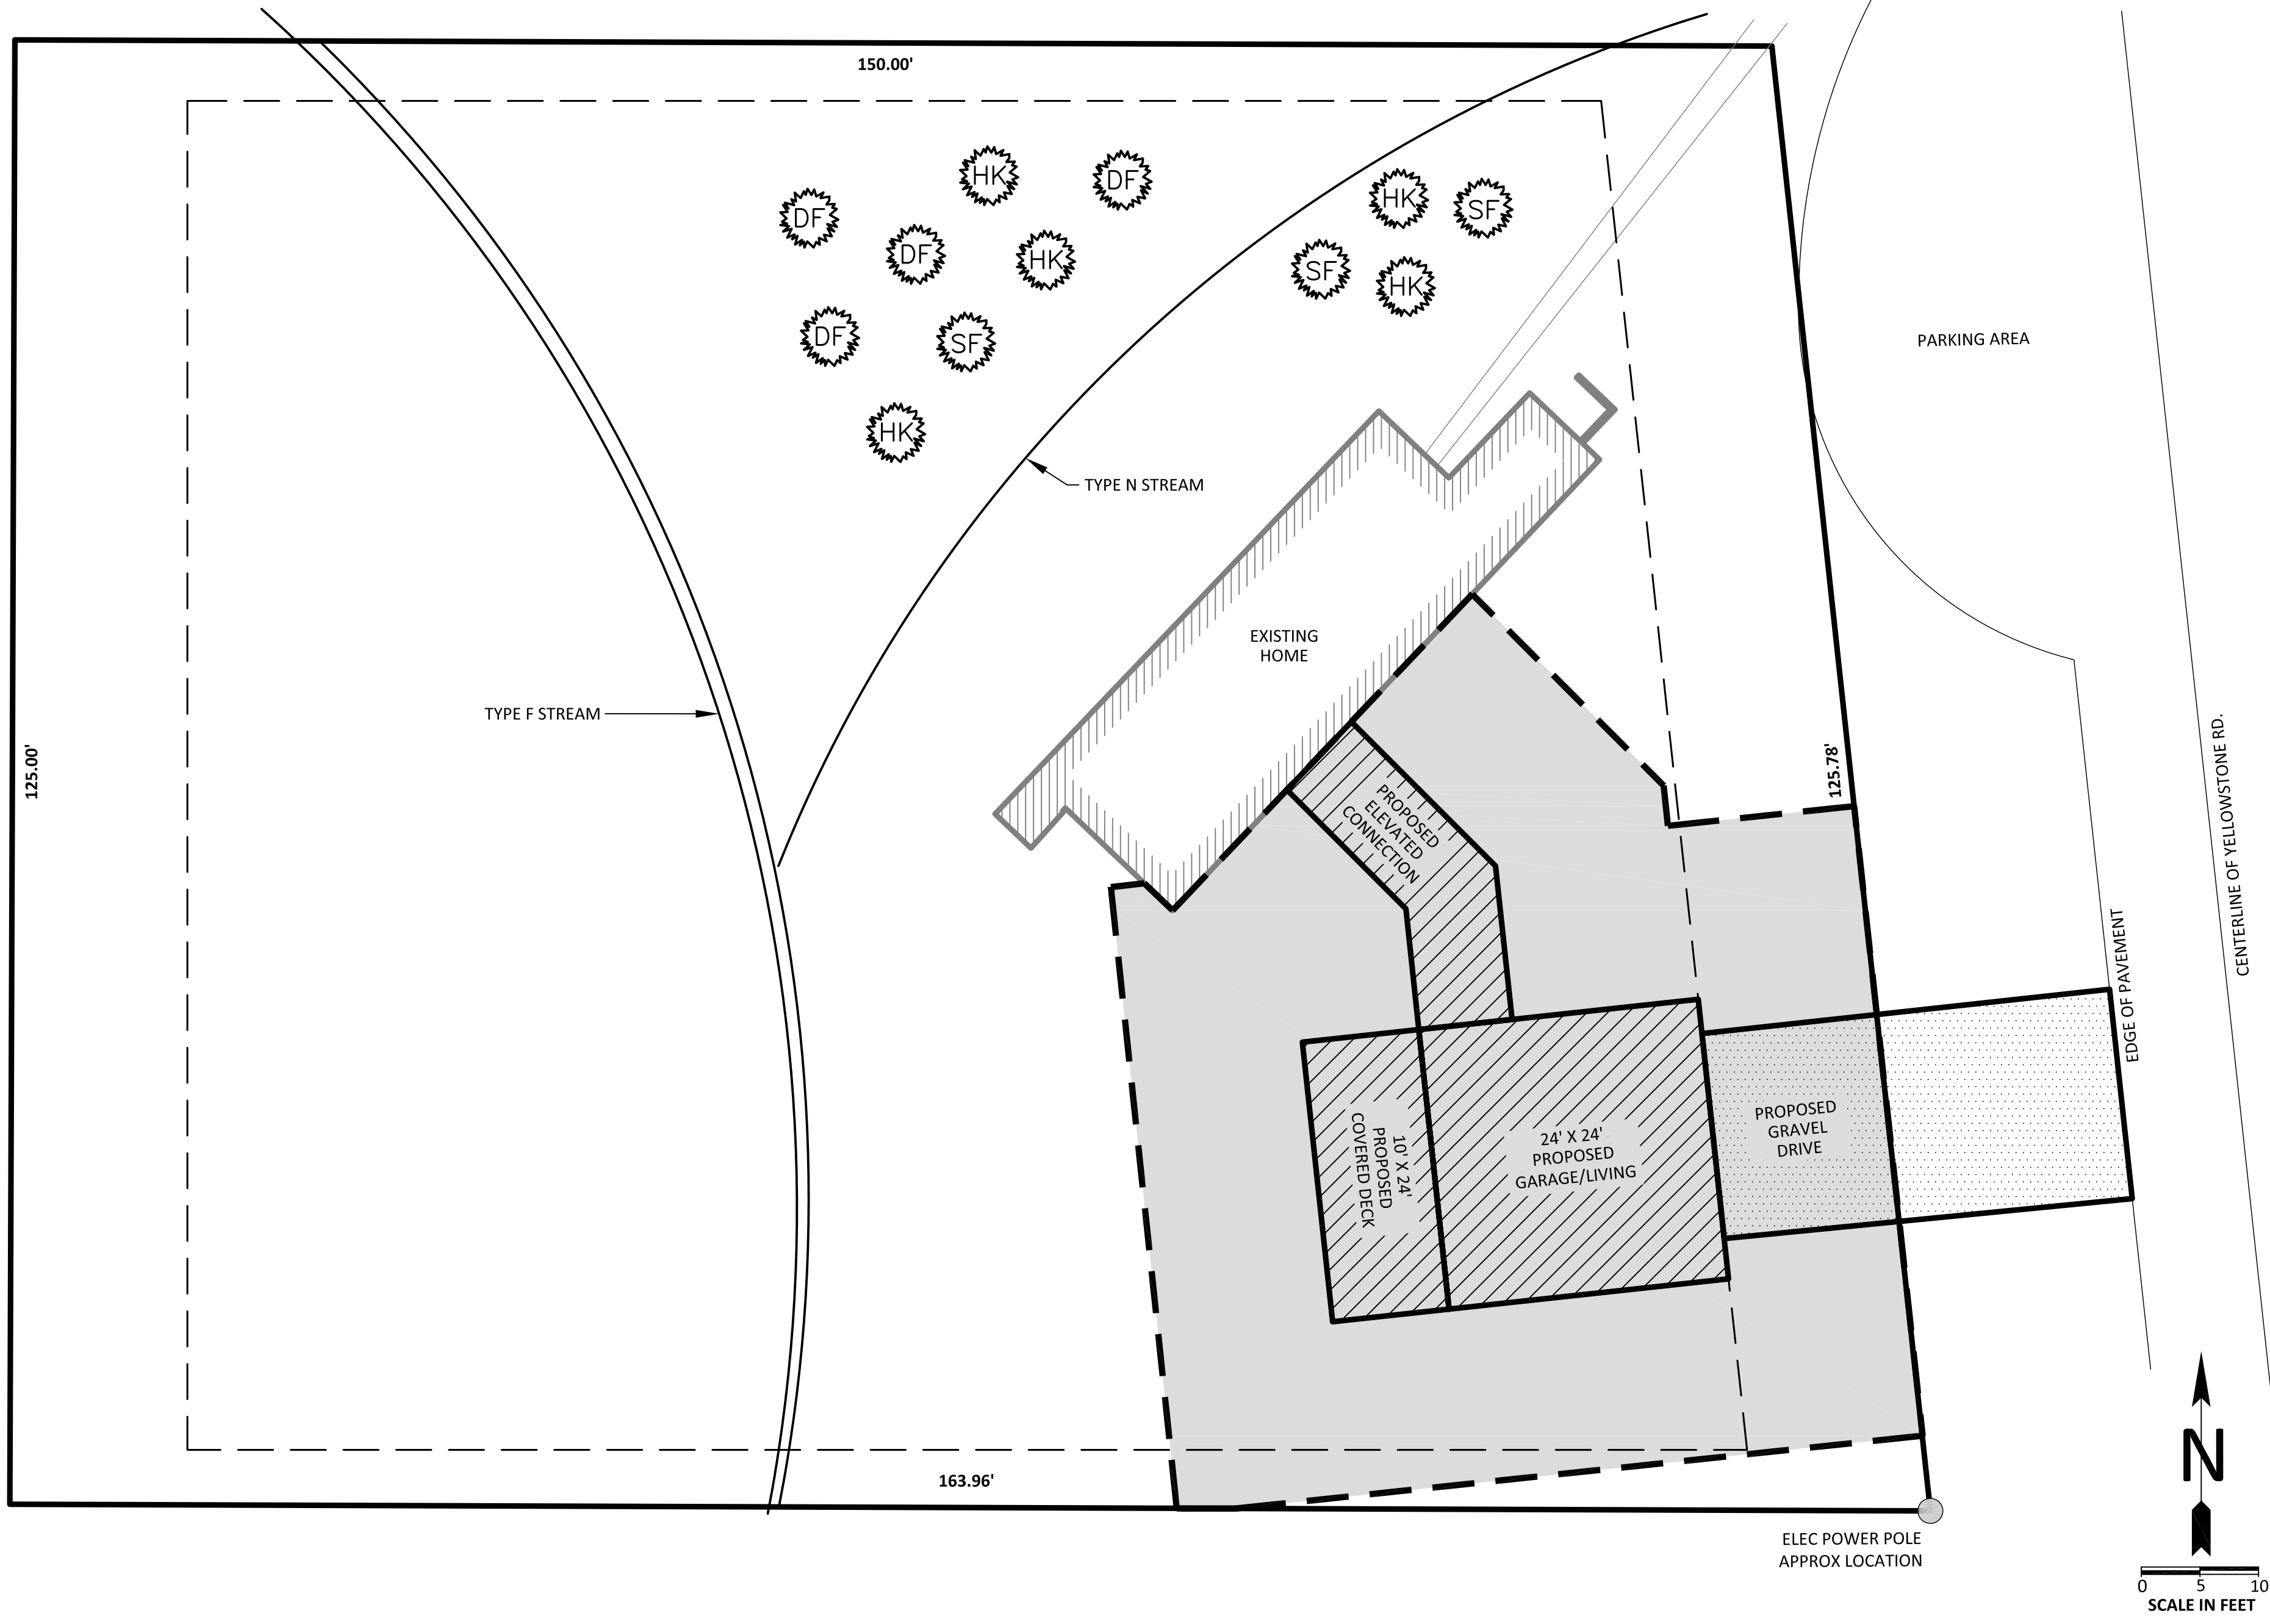 150.00'
HK
DF
DF
HK
SF
DF
HK
SF
HK
DF
SF
HK
PARKING AREA
TYPE N STREAM
EXISTING
HOME
TYPE F STREAM
125.00'
125.78'
CENTERLINE OF YELLOWSTONE RD.
PROPOSED
ELEVATED
CONNECTION
EDGE OF PAVEMENT
10' X 24'
PROPOSED
COVERED DECK
24' X 24'
PROPOSED
GARAGE/LIVING
PROPOSED
GRAVEL
DRIVE
163.96'
ELEC POWER POLE
APPROX LOCATION
N
0 5 10
SCALE IN FEET